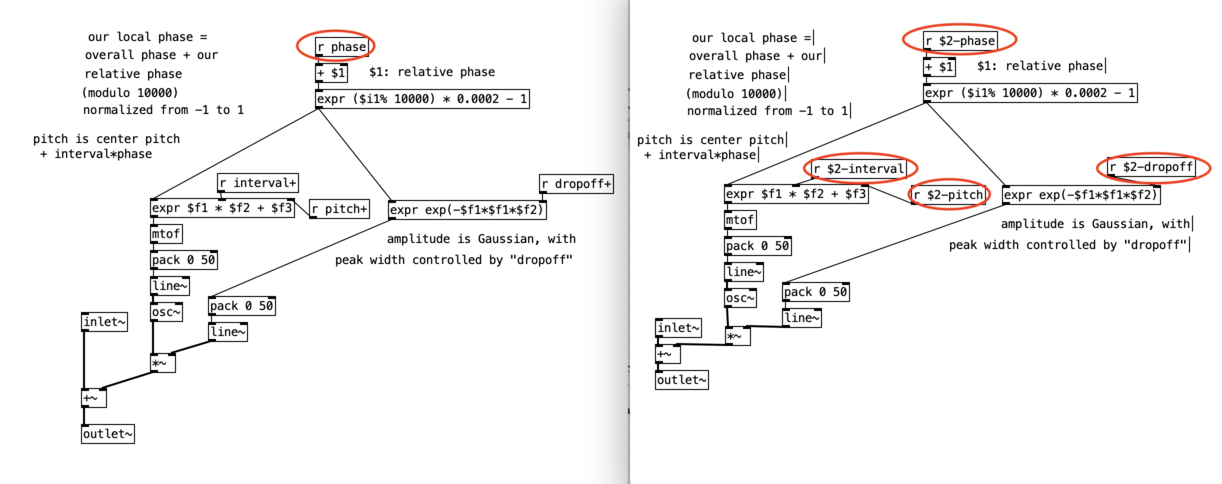 our local phase =
overall phase + our
relative phase
(modulo 10000)
normalized from -1 to 1
r phase
+ $1
$1: relative phase
expr ($i1% 10000) * 0.0002 - 1
pitch is center pitch
+ interval*phase
r interval+
r dropoff+
expr $f1 * $f2 + $f3
r pitch+
expr exp(-$f1*$f1*$f2)
mtof
amplitude is Gaussian, with
peak width controlled by "dropoff"
pack 0 50
line~
osc~
pack 0 50
inlet~
line~
*~
+~
outlet~
our local phase =
overall phase + our
relative phase
(modulo 10000)
normalized from -1 to 1
r $2-phase
+ $1
$1: relative phase
expr ($i1% 10000) * 0.0002 - 1
pitch is center pitch
+ interval*phase
r $2-interval
r $2-dropoff
expr $f1 * $f2 + $f3
r $2-pitch
expr exp(-$f1*$f1*$f2)
mtof
amplitude is Gaussian, with
peak width controlled by "dropoff"
pack 0 50
line~
osc~
pack 0 50
line~
inlet~
*~
+~
outlet~